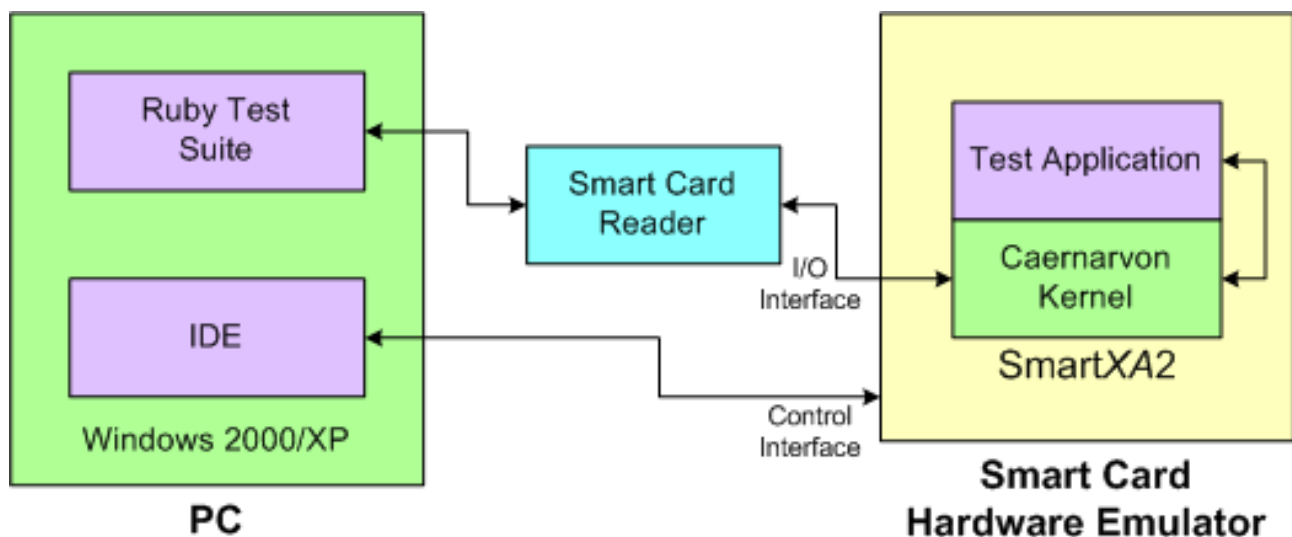 Ruby Test
Suite
IDE
Windows 2000/XP
PC
Smart Card
Reader
I/O
Interface
Control
Interface
Test Application
Caernarvon
Kernel
SmartXA2
Smart Card
Hardware Emulator